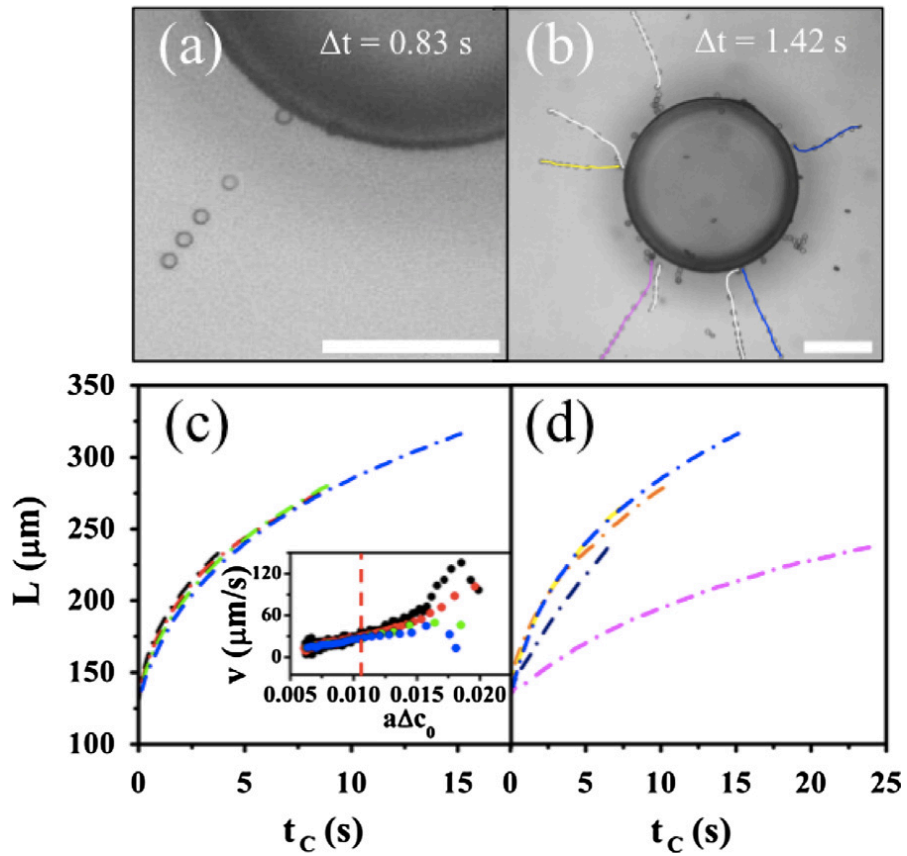 (a) Δt = 0.83 s
(b) Δt = 1.42 s
350
300
250
200
150
100
L (μm)
(c)
120
60
0
v (μm/s)
0.005 0.010 0.015 0.020
aΔc₀
0 5 10 15
t_C (s)
(d)
0 5 10 15 20 25
t_C (s)